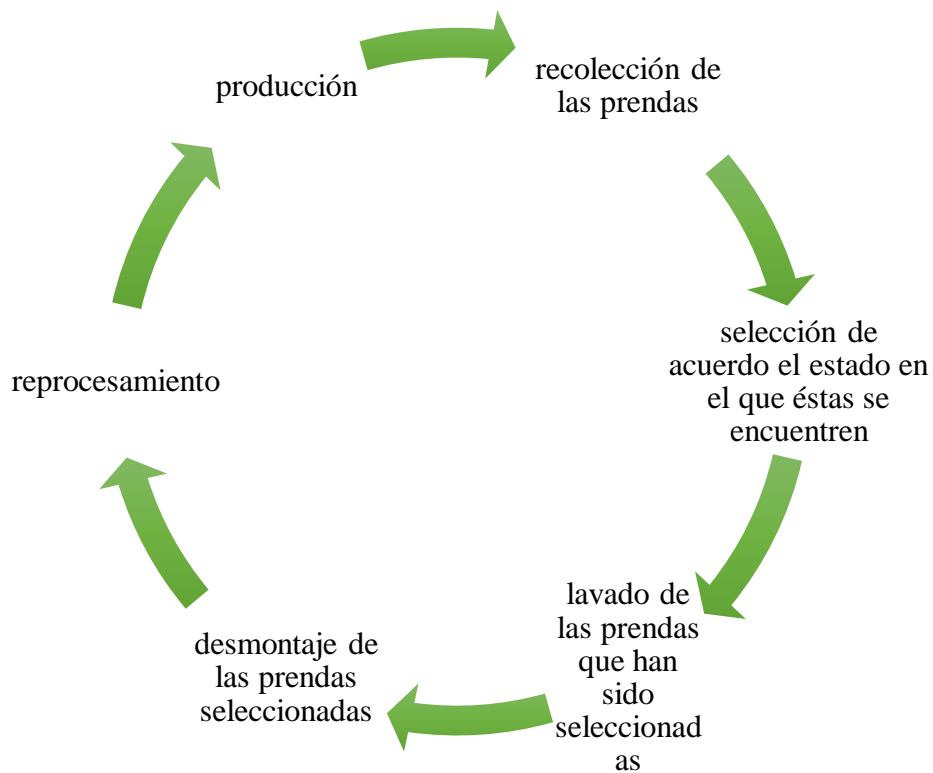 producción
recolección de
las prendas
selección de
acuerdo el estado en
el que éstas se
encuentren
lavado de
las prendas
que han
sido
seleccionad
as
desmontaje de
las prendas
seleccionadas
reprocesamiento